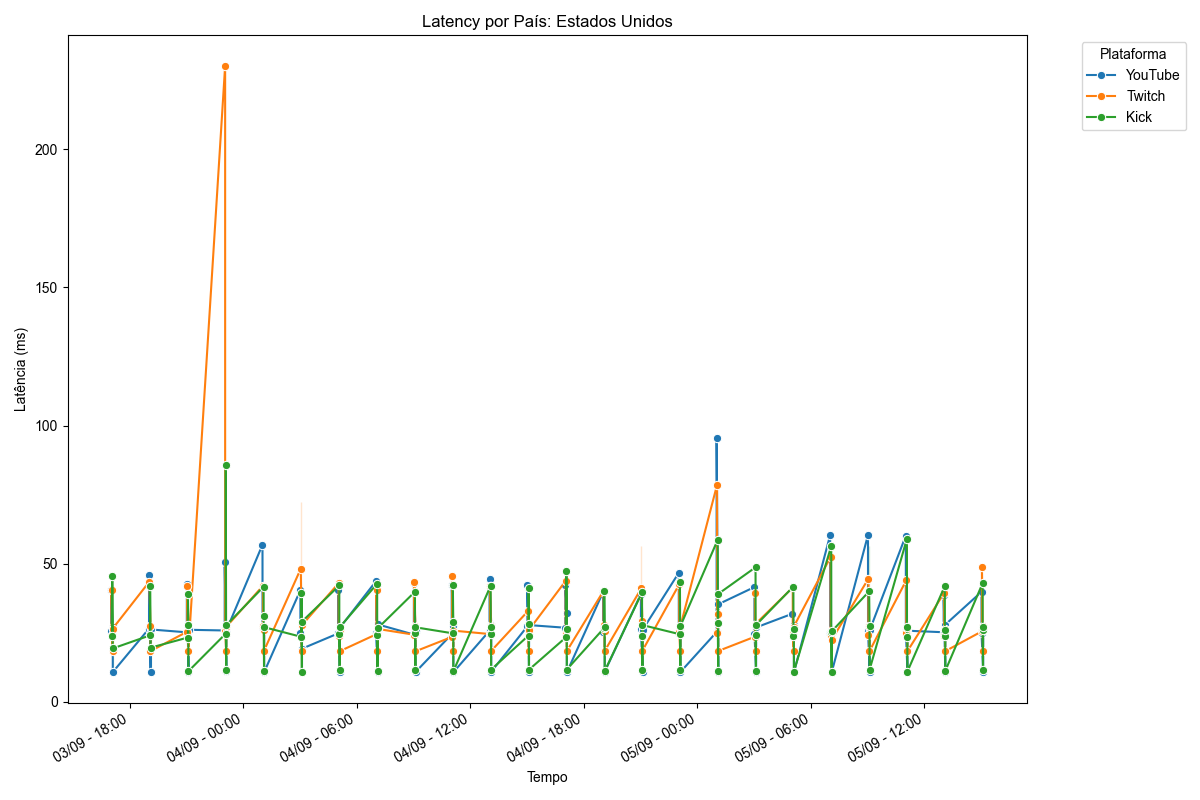 Latency por País: Estados Unidos
Plataforma
YouTube
Twitch
Kick
Latência (ms)
200
150
100
50
0
03/09 - 18:00
04/09 - 00:00
04/09 - 06:00
04/09 - 12:00
04/09 - 18:00
05/09 - 00:00
05/09 - 06:00
05/09 - 12:00
Tempo